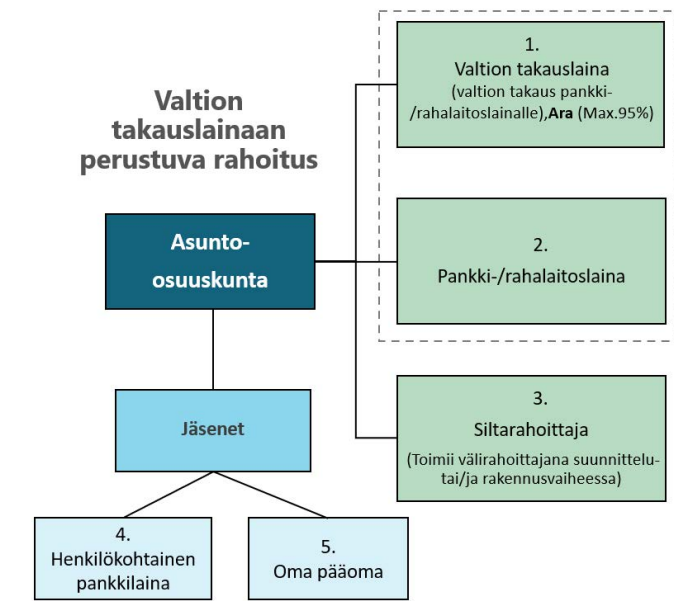 Valtion
takauslainaan
perustuva rahoitus
Asunto-
osuuskunta
Jäsenet
1.
Valtion takauslaina
(valtion takaus pankki-
/rahalaitoslainalle),Ara (Max.95%)
2.
Pankki-/rahalaitoslaina
3.
Siltarahoittaja
(Toimii välirahoittajana suunnittelu-
tai/ja rakennusvaiheessa)
4.
Henkilökohtainen
pankkilaina
5.
Oma pääoma